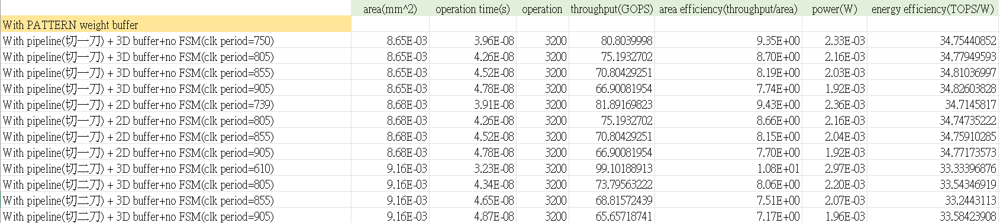 area(mm^2) operation time(s) operation throughput(GOPS) area efficiency(throughput/area) power(W) energy efficiency(TOPS/W)
With PATTERN weight buffer
With pipeline(切一刀) + 3D buffer+no FSM(clk period=750) 8.65E-03 3.96E-08 3200 80.8039998 9.35E+00 2.33E-03 34.75440852
With pipeline(切一刀) + 3D buffer+no FSM(clk period=805) 8.65E-03 4.26E-08 3200 75.1932702 8.70E+00 2.16E-03 34.77949593
With pipeline(切一刀) + 3D buffer+no FSM(clk period=855) 8.65E-03 4.52E-08 3200 70.80429251 8.19E+00 2.03E-03 34.81036997
With pipeline(切一刀) + 3D buffer+no FSM(clk period=905) 8.65E-03 4.78E-08 3200 66.90081954 7.74E+00 1.92E-03 34.82603828
With pipeline(切一刀) + 2D buffer+no FSM(clk period=739) 8.68E-03 3.91E-08 3200 81.89169823 9.43E+00 2.36E-03 34.7145817
With pipeline(切一刀) + 2D buffer+no FSM(clk period=805) 8.68E-03 4.26E-08 3200 75.1932702 8.66E+00 2.16E-03 34.74735222
With pipeline(切一刀) + 2D buffer+no FSM(clk period=855) 8.68E-03 4.52E-08 3200 70.80429251 8.15E+00 2.04E-03 34.75910285
With pipeline(切一刀) + 2D buffer+no FSM(clk period=905) 8.68E-03 4.78E-08 3200 66.90081954 7.70E+00 1.92E-03 34.77173573
With pipeline(切二刀) + 3D buffer+no FSM(clk period=610) 9.16E-03 3.23E-08 3200 99.10188913 1.08E+01 2.97E-03 33.33396876
With pipeline(切二刀) + 3D buffer+no FSM(clk period=805) 9.16E-03 4.34E-08 3200 73.79563222 8.06E+00 2.20E-03 33.54346919
With pipeline(切二刀) + 3D buffer+no FSM(clk period=855) 9.16E-03 4.65E-08 3200 68.81572439 7.51E+00 2.07E-03 33.2443113
With pipeline(切二刀) + 3D buffer+no FSM(clk period=905) 9.16E-03 4.87E-08 3200 65.65718741 7.17E+00 1.96E-03 33.58423908